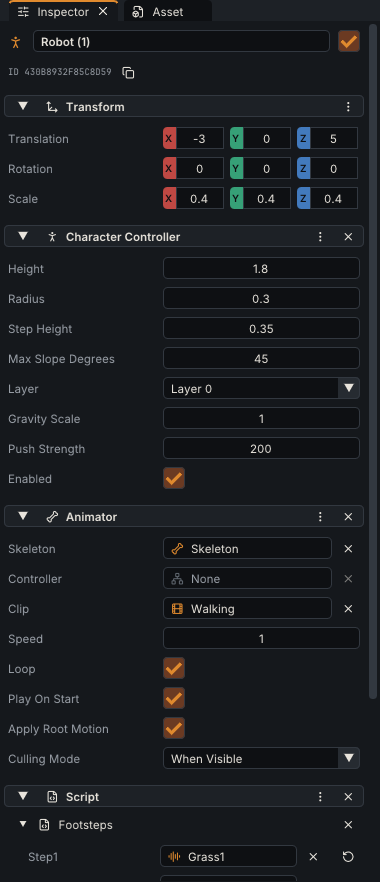 Inspector Asset
Robot (1)
ID 430B8932F85C8D59
Transform
Translation X -3 Y 0 Z 5
Rotation X 0 Y 0 Z 0
Scale X 0.4 Y 0.4 Z 0.4
Character Controller
Height 1.8
Radius 0.3
Step Height 0.35
Max Slope Degrees 45
Layer Layer 0
Gravity Scale 1
Push Strength 200
Enabled
Animator
Skeleton Skeleton
Controller None
Clip Walking
Speed 1
Loop
Play On Start
Apply Root Motion
Culling Mode When Visible
Script
Footsteps
Step1 Grass1